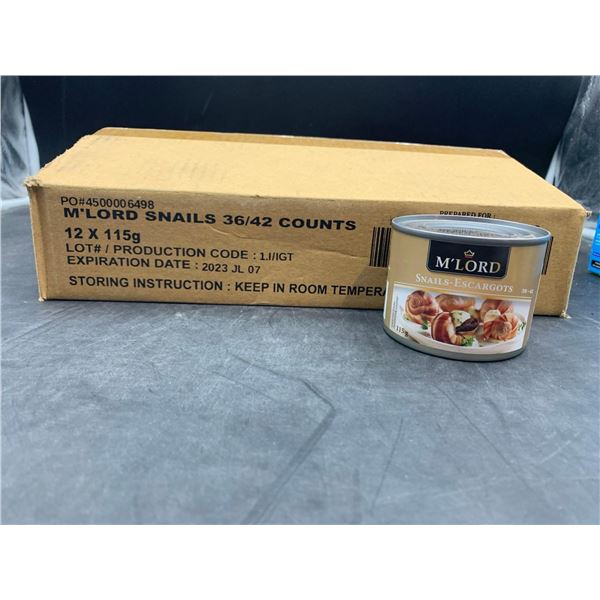 PO#4500006498
M'LORD SNAILS 36/42 COUNTS
12 X 115g
LOT# / PRODUCTION CODE : 1.I/IGT
EXPIRATION DATE : 2023 JL 07
STORING INSTRUCTION : KEEP IN ROOM
PREPARED FOR :
M'LORD
SNAILS-ESCARGOTS
115g